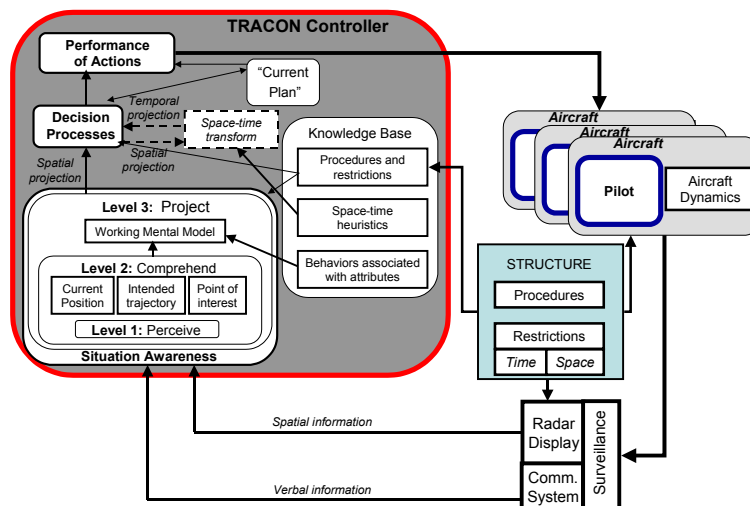 TRACON Controller
Performance
of Actions
“Current
Plan”
Temporal
projection
Decision
Processes
Space-time
transform
Spatial
projection
Spatial
projection
Knowledge Base
Procedures and
restrictions
Space-time
heuristics
Behaviors associated
with attributes
Level 3: Project
Working Mental Model
Level 2: Comprehend
Current
Position
Intended
trajectory
Point of
interest
Level 1: Perceive
Situation Awareness
Aircraft
Aircraft
Aircraft
Pilot
Aircraft
Dynamics
STRUCTURE
Procedures
Restrictions
Time
Space
Spatial information
Radar
Display
Surveillance
Comm.
System
Verbal information